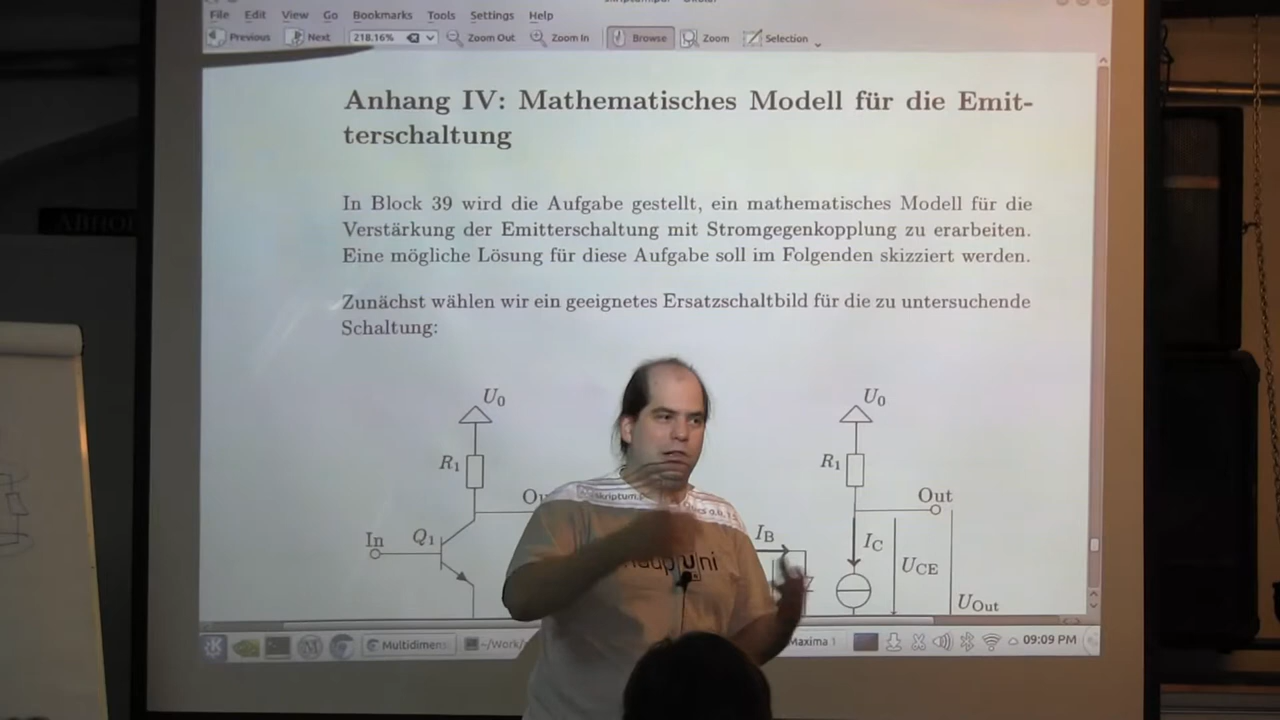 File Edit View Go Bookmarks Tools Settings Help
Previous Next 218.16% Zoom Out Zoom In Browse Zoom Selection
Anhang IV: Mathematisches Modell für die Emit-
terschaltung
In Block 39 wird die Aufgabe gestellt, ein mathematisches Modell für die
Verstärkung der Emitterschaltung mit Stromgegenkopplung zu erarbeiten.
Eine mögliche Lösung für diese Aufgabe soll im Folgenden skizziert werden.
Zunächst wählen wir ein geeignetes Ersatzschaltbild für die zu untersuchende
Schaltung:
U0 U0
R1 R1
Out
In Q1 IB IC
UCE
UOut
Multidimen ~/Work/ Maxima 1 09:09 PM